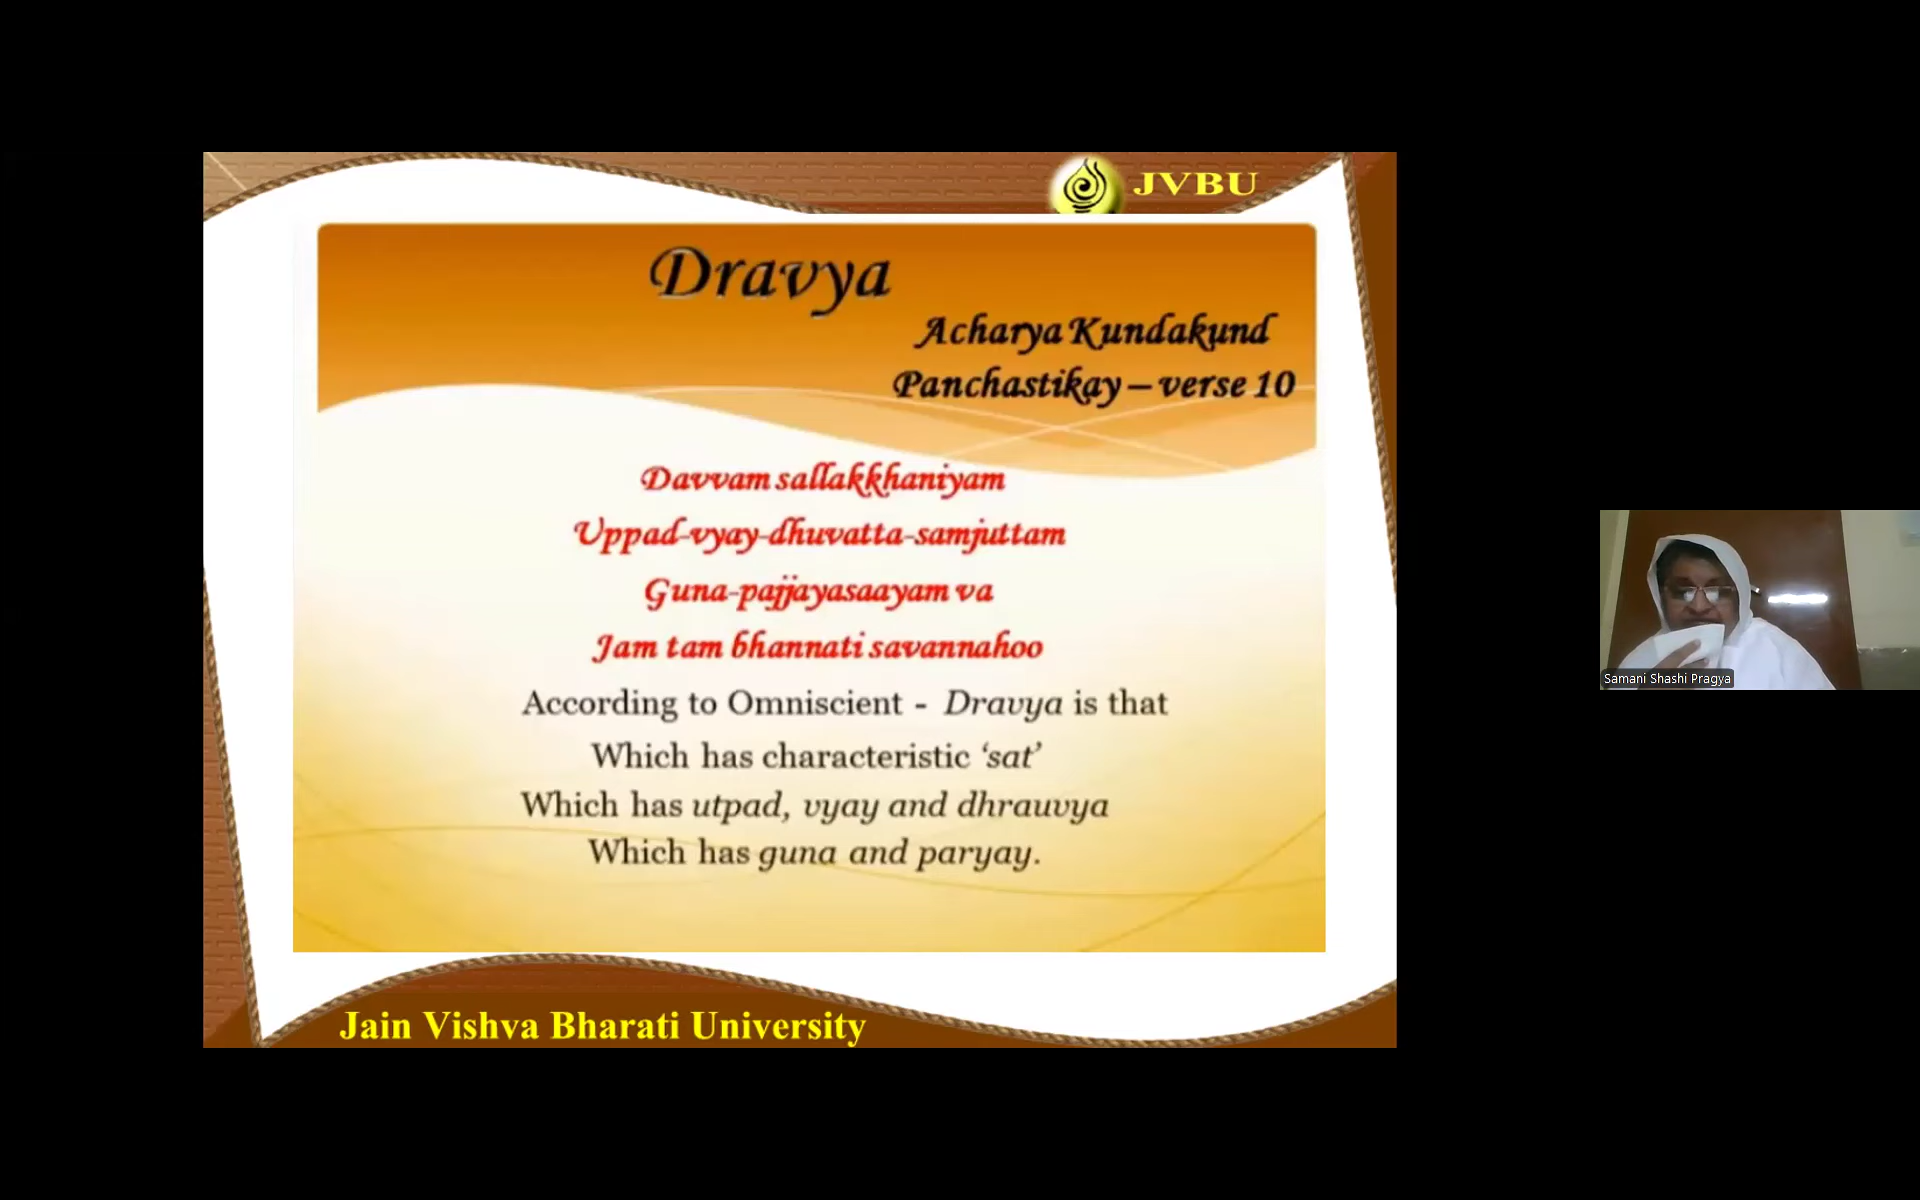 JVBU
Dravya
Acharya Kundakund
Panchastikay – verse 10
Davvam sallakkhaniyam
Uppad-vyay-dhuvatta-samjuttam
Guna-pajjayasaayam va
Jam tam bhannati savannahoo
According to Omniscient - Dravya is that
Which has characteristic ‘sat’
Which has utpad, vyay and dhrauvya
Which has guna and paryay.
Samani Shashi Pragya
Jain Vishva Bharati University